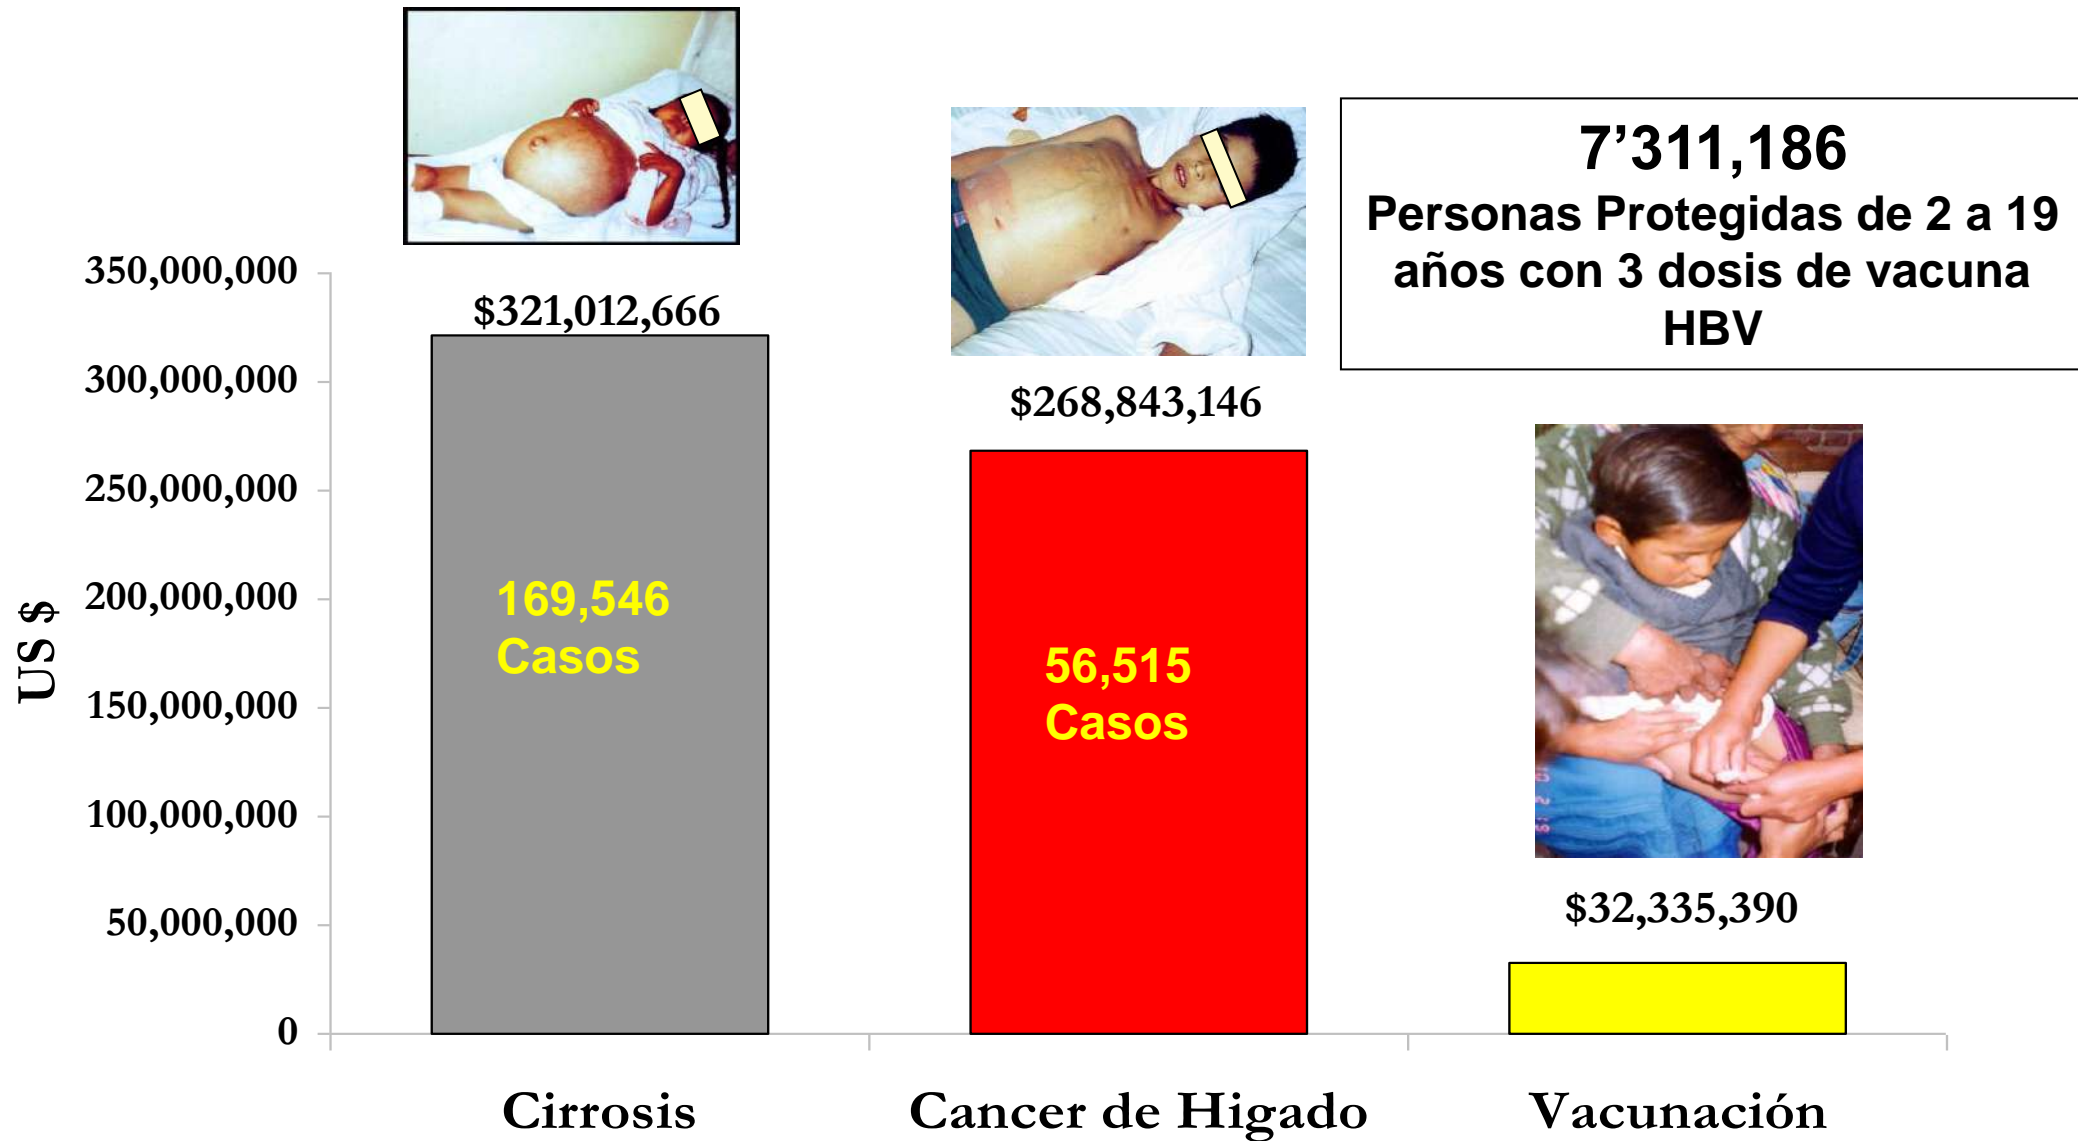 7’311,186
Personas Protegidas de 2 a 19
años con 3 dosis de vacuna
HBV
US $
350,000,000
300,000,000
250,000,000
200,000,000
150,000,000
100,000,000
50,000,000
0
$321,012,666
169,546
Casos
$268,843,146
56,515
Casos
$32,335,390
Cirrosis
Cancer de Higado
Vacunación